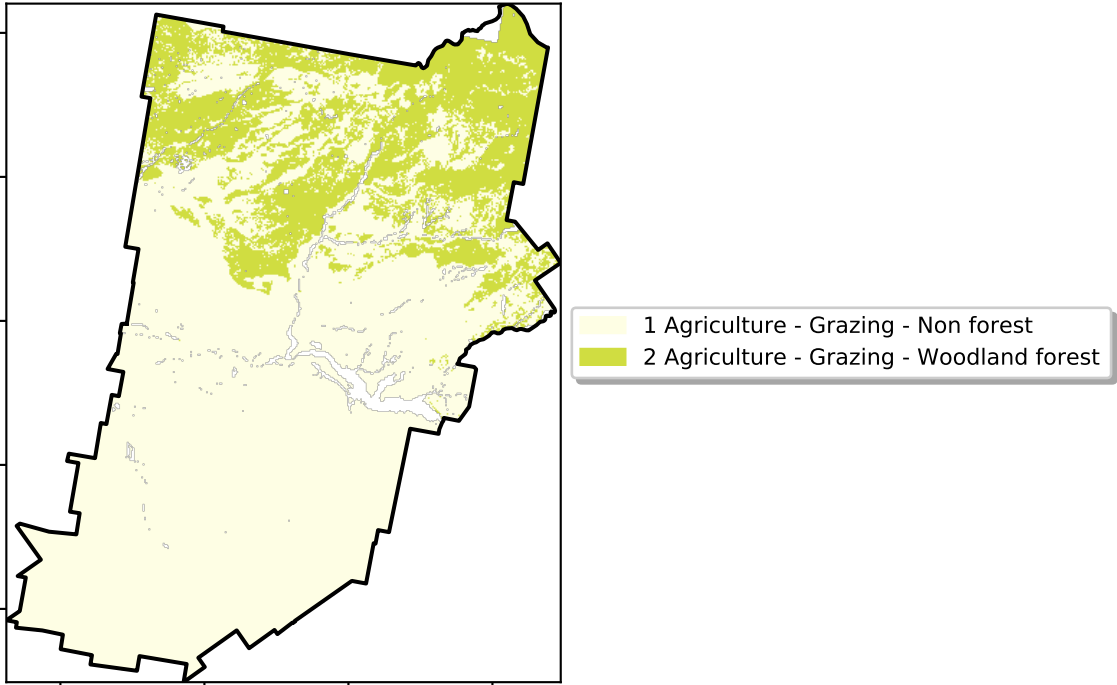 1 Agriculture - Grazing - Non forest
2 Agriculture - Grazing - Woodland forest